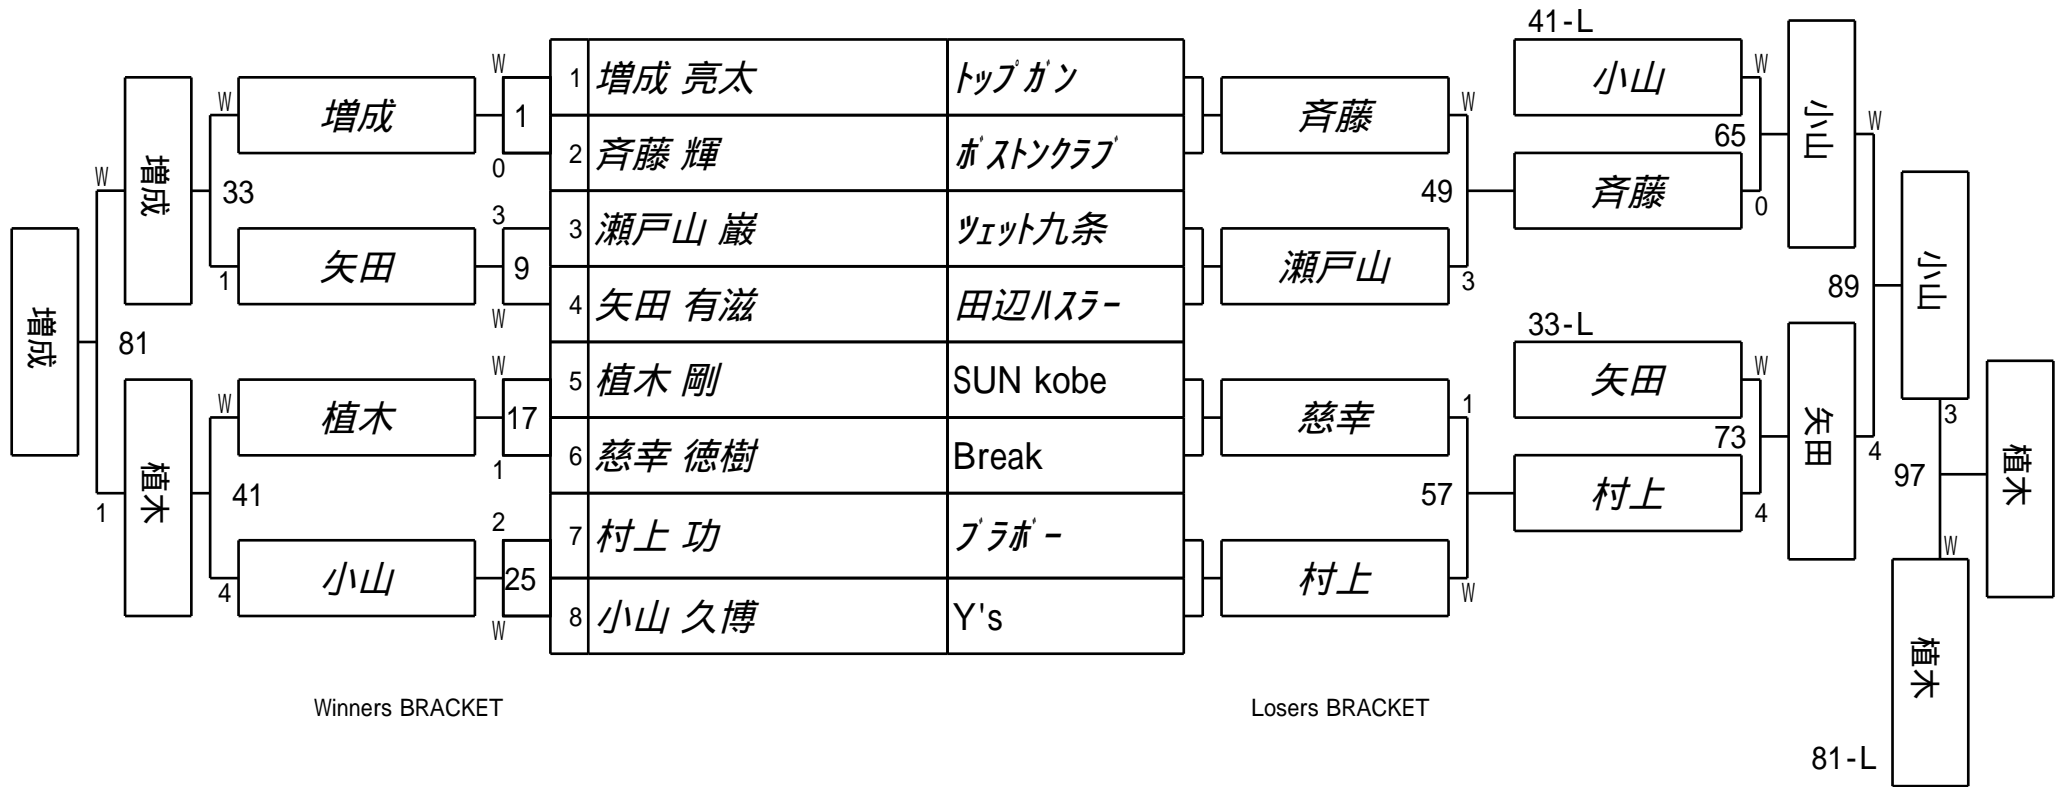 41-L
W
1 増成 亮太 トップガン
W
増成
1
小山
W
斉藤
W
小山
W
2 斉藤 輝 ボストンクラブ
0
65
増成
W
33
49
斉藤
0
3
3 瀬戸山 巌 ツェット九条
矢田
1
9
瀬戸山
3
小山
4 矢田 有滋 田辺ハスラー
W
89
33-L
増成
81
W
5 植木 剛 SUN kobe
矢田
W
W
植木
17
慈幸
1
矢田
3
6 慈幸 徳樹 Break
1
73
4
植木
1
41
57
村上
4
97
植木
2
7 村上 功 ブラボー
小山
4
25
村上
W
W
8 小山 久博 Y's
W
植木
Winners BRACKET
Losers BRACKET
81-L